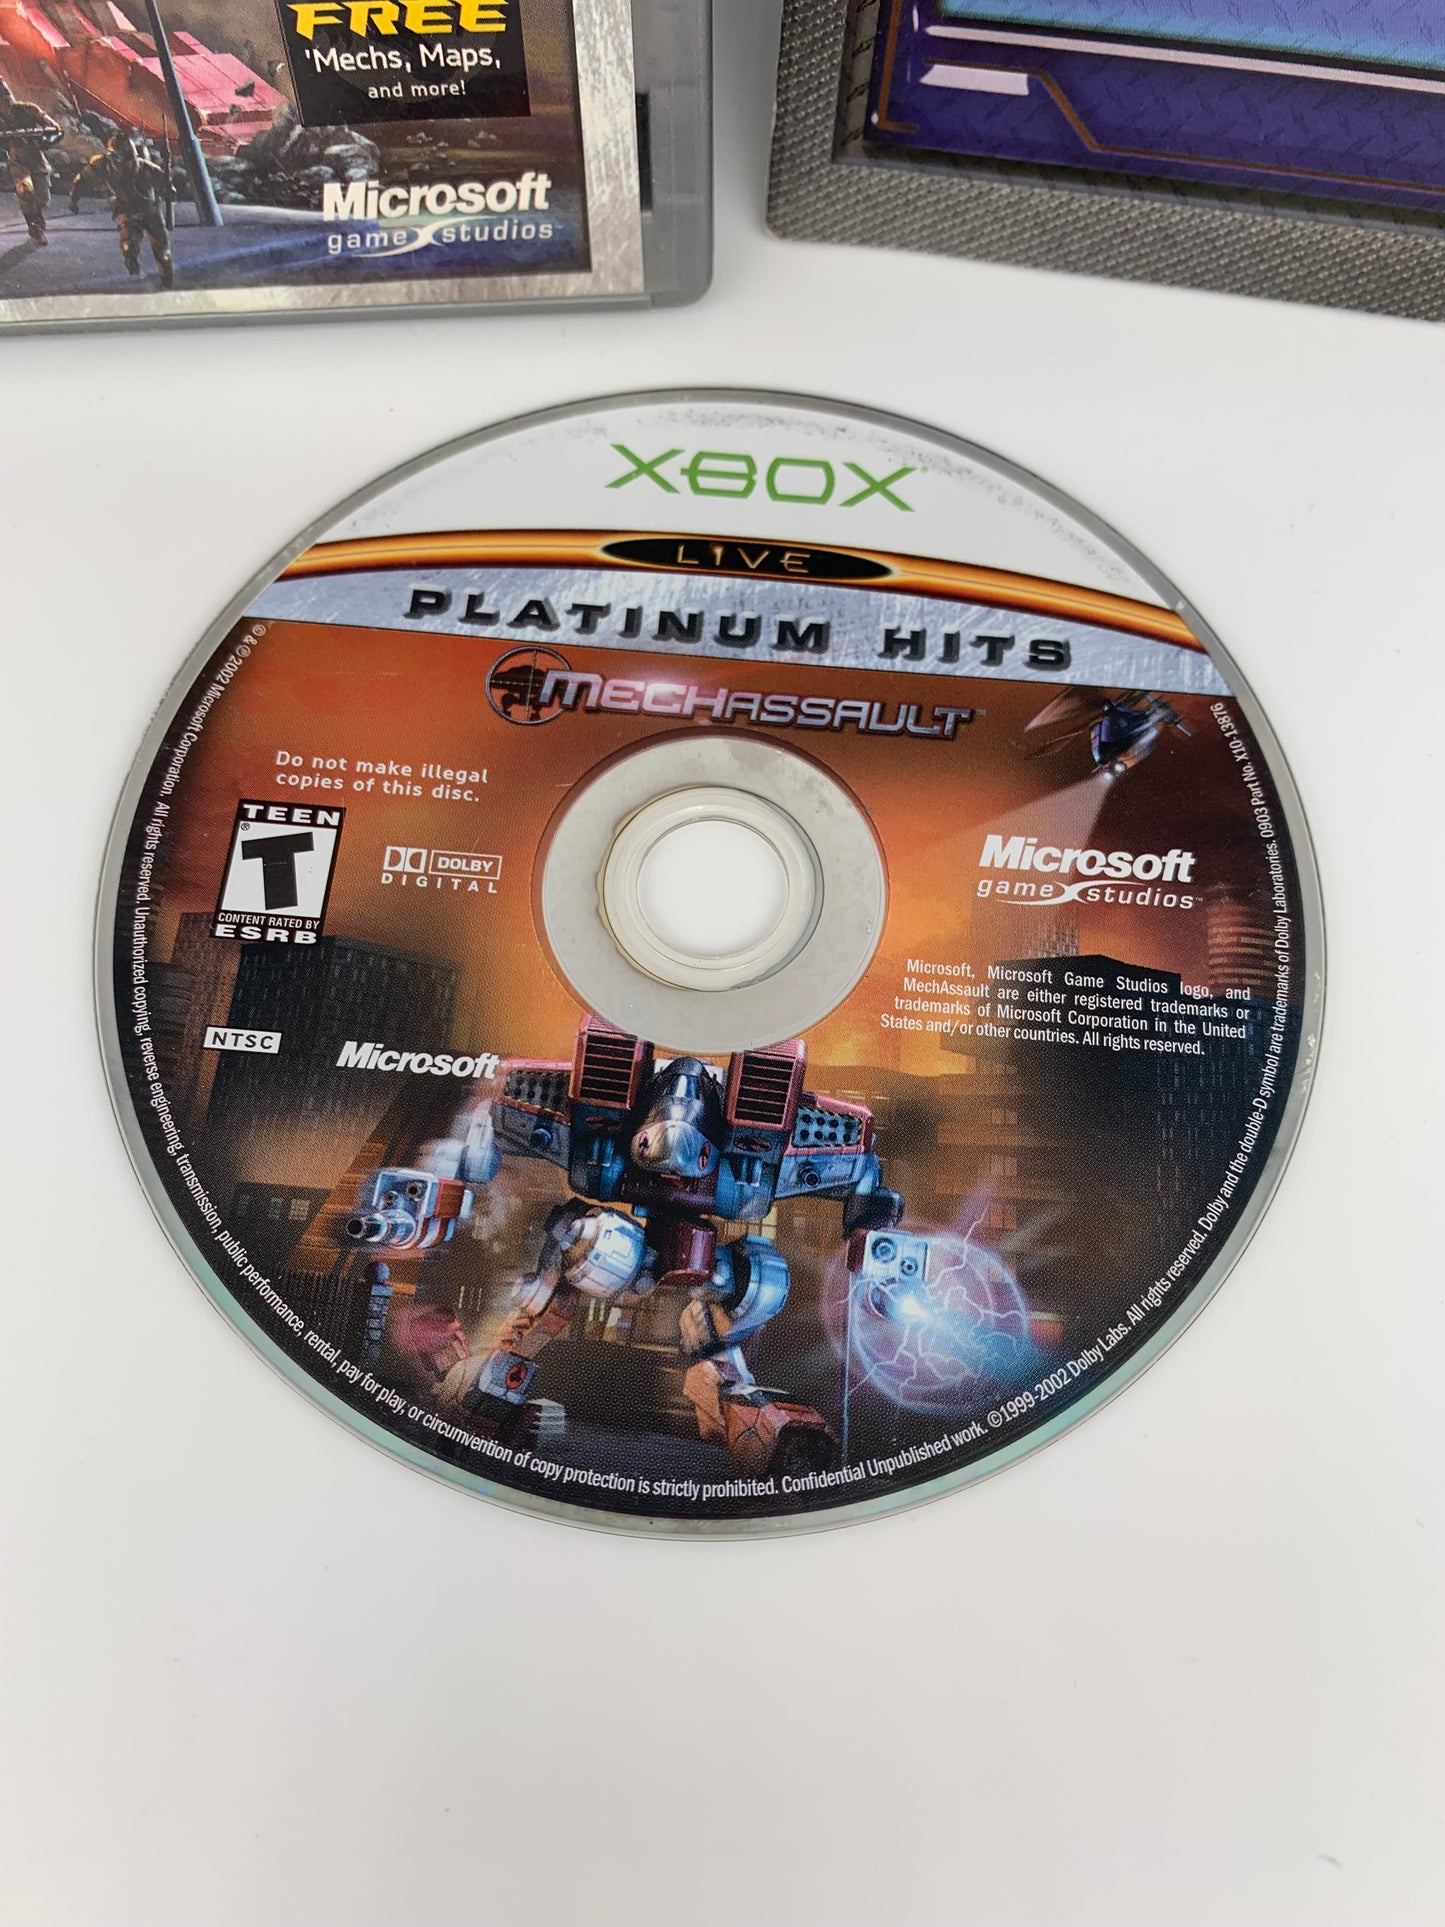 FREE
'Mechs, Maps,
and more!
Microsoft
game studios™
XBOX
LIVE
PLATINUM HITS
MECHASSAULT™
Do not make illegal
copies of this disc.
TEEN
T
®
CONTENT RATED BY
ESRB
DOLBY
DIGITAL
NTSC
Microsoft
Microsoft
game studios™
Microsoft, Microsoft Game Studios logo, and
MechAssault are either registered trademarks or
trademarks of Microsoft Corporation in the United
States and/or other countries. All rights reserved.
© & ℗ 2002 Microsoft Corporation. All rights reserved. Unauthorized copying, reverse engineering, transmission, public performance, rental, pay for play, or circumvention of copy protection is strictly prohibited. Confidential Unpublished work. ©1999-2002 Dolby Labs. All rights reserved. Dolby and the double-D symbol are trademarks of Dolby Laboratories. 0903 Part No. X10-13876